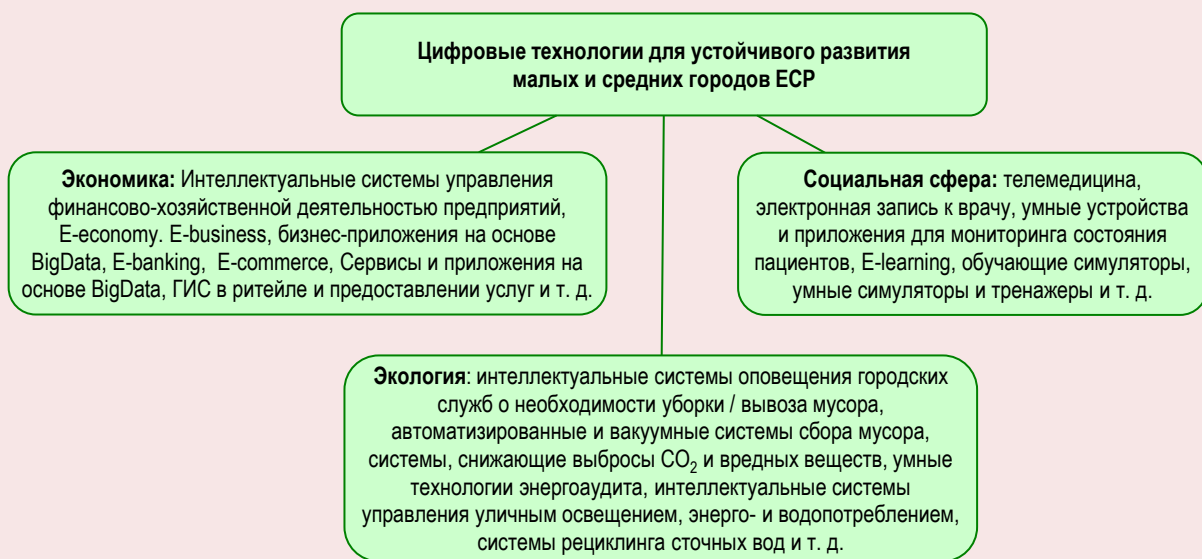 Цифровые технологии для устойчивого развития
малых и средних городов ЕСР
Экономика: Интеллектуальные системы управления
финансово-хозяйственной деятельностью предприятий,
E-economy. E-business, бизнес-приложения на основе
BigData, E-banking, E-commerce, Сервисы и приложения на
основе BigData, ГИС в ритейле и предоставлении услуг и т. д.
Социальная сфера: телемедицина,
электронная запись к врачу, умные устройства
и приложения для мониторинга состояния
пациентов, E-learning, обучающие симуляторы,
умные симуляторы и тренажеры и т. д.
Экология: интеллектуальные системы оповещения городских
служб о необходимости уборки / вывоза мусора,
автоматизированные и вакуумные системы сбора мусора,
системы, снижающие выбросы CO₂ и вредных веществ, умные
технологии энергоаудита, интеллектуальные системы
управления уличным освещением, энерго- и водопотреблением,
системы рециклинга сточных вод и т. д.